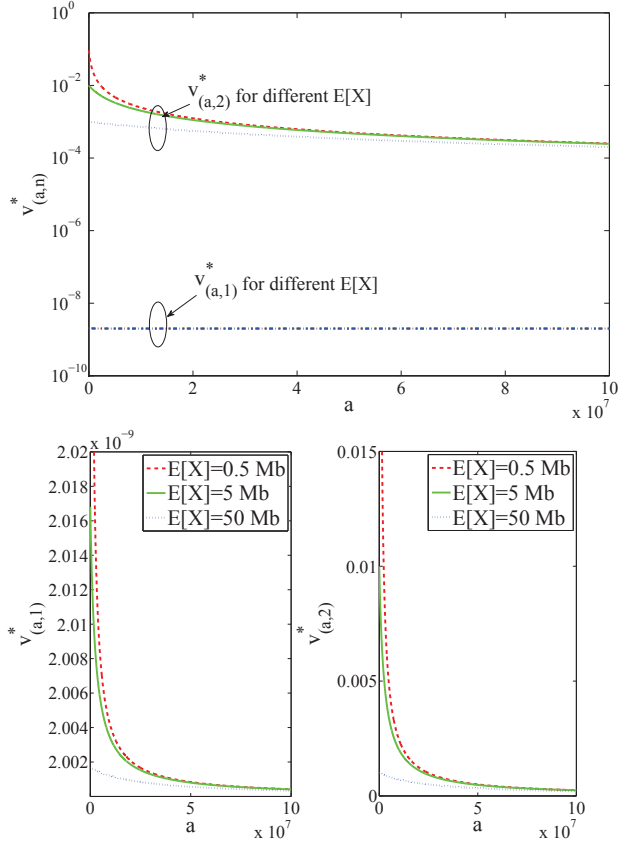 10^0
10^-2
10^-4
10^-6
10^-8
10^-10
v*(a,n)
v*(a,2) for different E[X]
v*(a,1) for different E[X]
0 2 4 6 8 10
a
x 10^7
x 10^-9
2.02
2.018
2.016
2.014
2.01
2.008
2.006
2.004
2.002
v*(a,1)
E[X]=0.5 Mb
E[X]=5 Mb
E[X]=50 Mb
0 5 10
a
x 10^7
0.015
0.01
0.005
0
v*(a,2)
E[X]=0.5 Mb
E[X]=5 Mb
E[X]=50 Mb
0 5 10
a
x 10^7